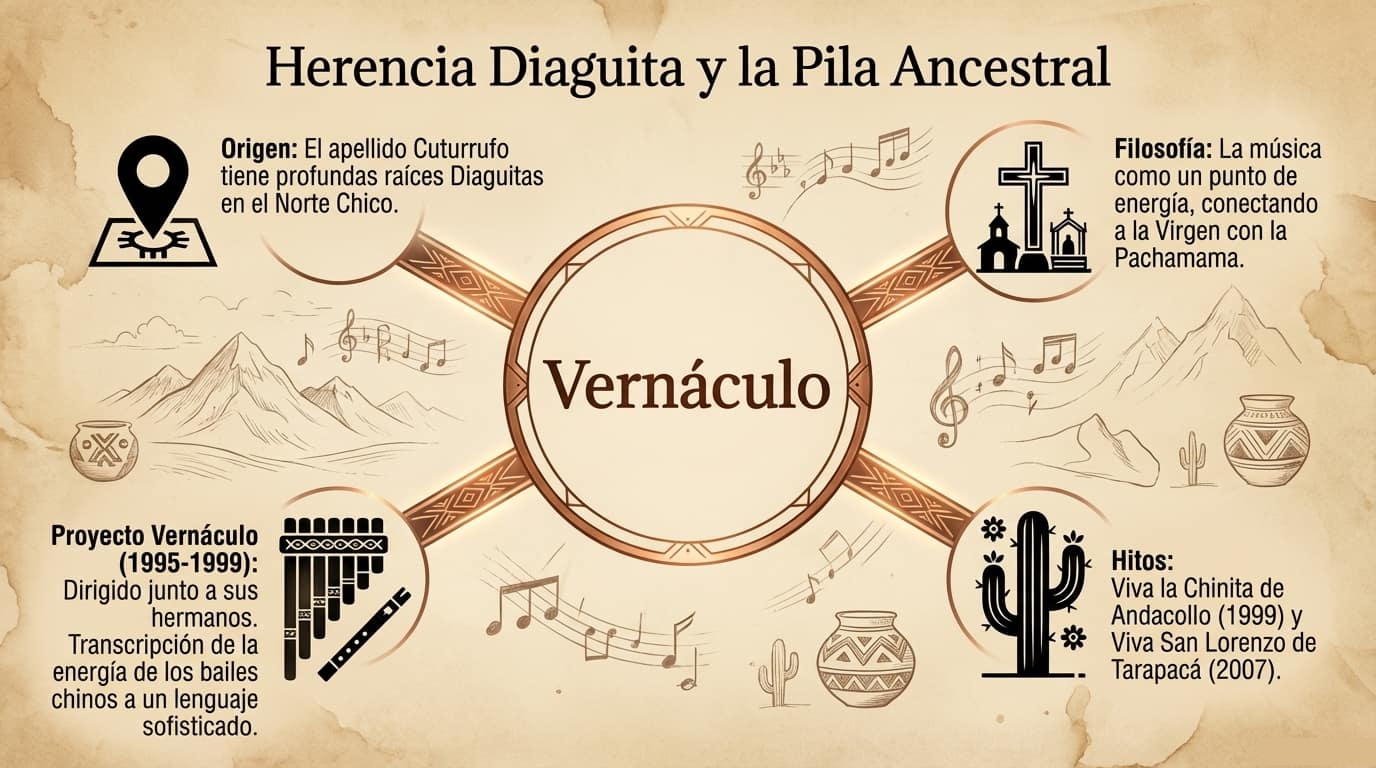 Herencia Diaguita y la Pila Ancestral
Origen: El apellido Cuturrufo
tiene profundas raíces Diaguitas
en el Norte Chico.
Filosofía: La música
como un punto de
energía, conectando
a la Virgen con la
Pachamama.
Vernáculo
Proyecto Vernáculo
(1995-1999):
Dirigido junto a sus
hermanos.
Transcripción de la
energía de los bailes
chinos a un lenguaje
sofisticado.
Hitos:
Viva la Chinita de
Andacollo (1999) y
Viva San Lorenzo de
Tarapacá (2007).